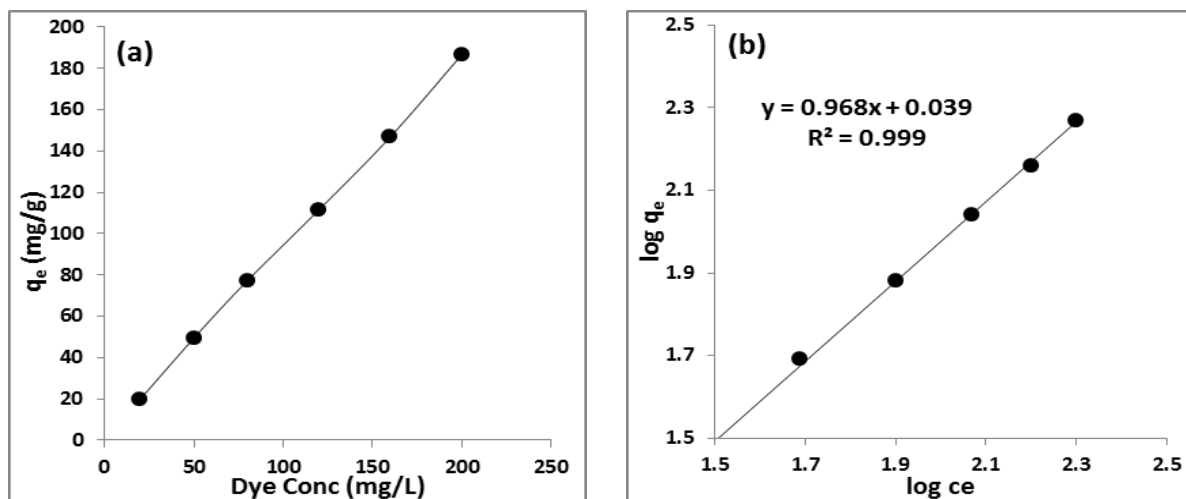 (a)
200
180
160
140
120
100
80
60
40
20
0
qₑ (mg/g)
0 50 100 150 200 250
Dye Conc (mg/L)
(b)
y = 0.968x + 0.039
R² = 0.999
2.5
2.3
2.1
1.9
1.7
1.5
log qₑ
1.5 1.7 1.9 2.1 2.3 2.5
log ce